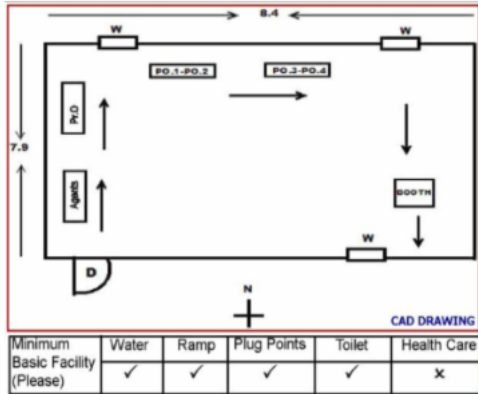 8.4
W
W
PO.1-PO.2
PO.3-PO.4
Pr.O
7.9
Agents
BOOTH
W
D
N
CAD DRAWING
Minimum Basic Facility (Please)
Water
Ramp
Plug Points
Toilet
Health Care
✓ ✓ ✓ ✓ x